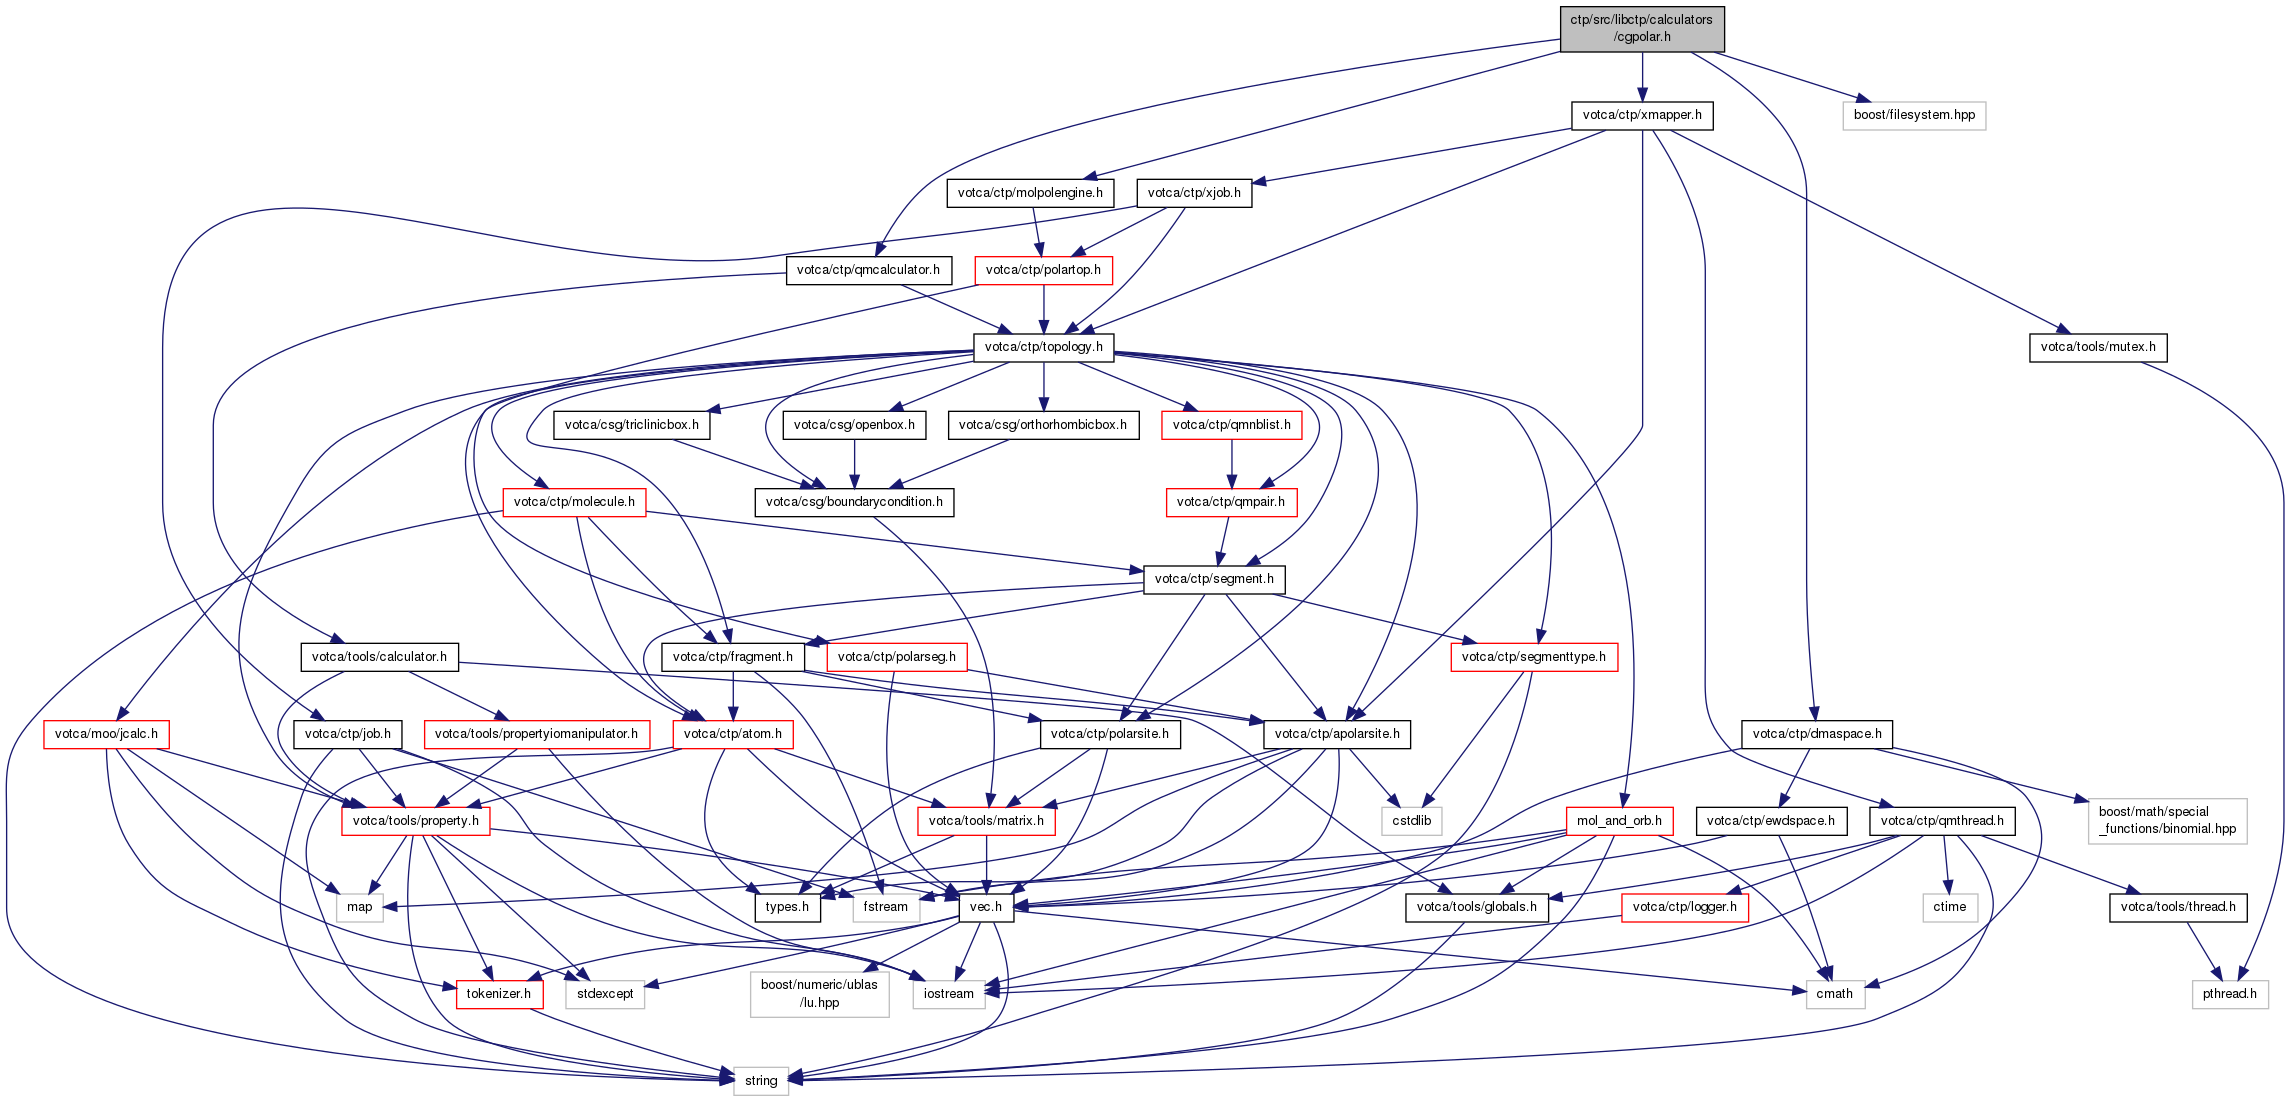 ctp/src/libctp/calculators
/cgpolar.h
votca/ctp/xmapper.h
boost/filesystem.hpp
votca/ctp/molpolengine.h
votca/ctp/xjob.h
votca/ctp/qmcalculator.h
votca/ctp/polartop.h
votca/ctp/topology.h
votca/tools/mutex.h
votca/csg/triclinicbox.h
votca/csg/openbox.h
votca/csg/orthorhombicbox.h
votca/ctp/qmnblist.h
votca/ctp/molecule.h
votca/csg/boundarycondition.h
votca/ctp/qmpair.h
votca/ctp/segment.h
votca/tools/calculator.h
votca/ctp/fragment.h
votca/ctp/polarseg.h
votca/ctp/segmenttype.h
votca/moo/jcalc.h
votca/ctp/job.h
votca/tools/propertyiomanipulator.h
votca/ctp/atom.h
votca/ctp/polarsite.h
votca/ctp/apolarsite.h
votca/ctp/dmaspace.h
votca/tools/property.h
votca/tools/matrix.h
cstdlib
mol_and_orb.h
votca/ctp/ewdspace.h
votca/ctp/qmthread.h
boost/math/special
_functions/binomial.hpp
map
types.h
fstream
vec.h
votca/tools/globals.h
votca/ctp/logger.h
ctime
votca/tools/thread.h
tokenizer.h
stdexcept
boost/numeric/ublas
/lu.hpp
iostream
cmath
pthread.h
string